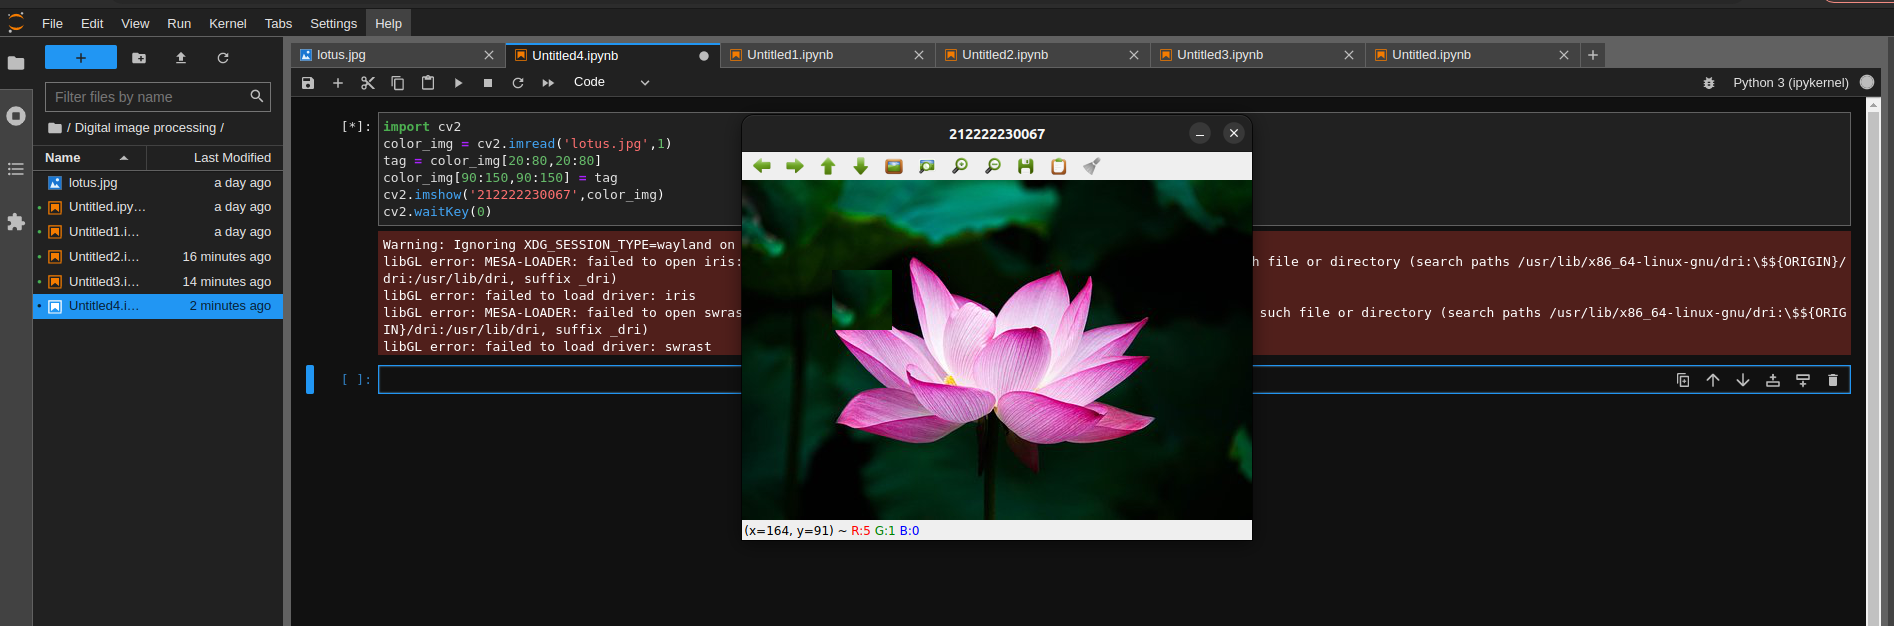 File Edit View Run Kernel Tabs Settings Help
lotus.jpg Untitled4.ipynb Untitled1.ipynb Untitled2.ipynb Untitled3.ipynb Untitled.ipynb
Code
Python 3 (ipykernel)
Filter files by name
/ Digital image processing /
Name Last Modified
lotus.jpg a day ago
Untitled.ipy… a day ago
Untitled1.i… a day ago
Untitled2.i… 16 minutes ago
Untitled3.i… 14 minutes ago
Untitled4.i… 2 minutes ago
[*]: import cv2
color_img = cv2.imread('lotus.jpg',1)
tag = color_img[20:80,20:80]
color_img[90:150,90:150] = tag
cv2.imshow('212222230067',color_img)
cv2.waitKey(0)
Warning: Ignoring XDG_SESSION_TYPE=wayland on
libGL error: MESA-LOADER: failed to open iris: h file or directory (search paths /usr/lib/x86_64-linux-gnu/dri:\$${ORIGIN}/
dri:/usr/lib/dri, suffix _dri)
libGL error: failed to load driver: iris
libGL error: MESA-LOADER: failed to open swras such file or directory (search paths /usr/lib/x86_64-linux-gnu/dri:\$${ORIG
IN}/dri:/usr/lib/dri, suffix _dri)
libGL error: failed to load driver: swrast
[ ]:
212222230067
(x=164, y=91) ~ R:5 G:1 B:0